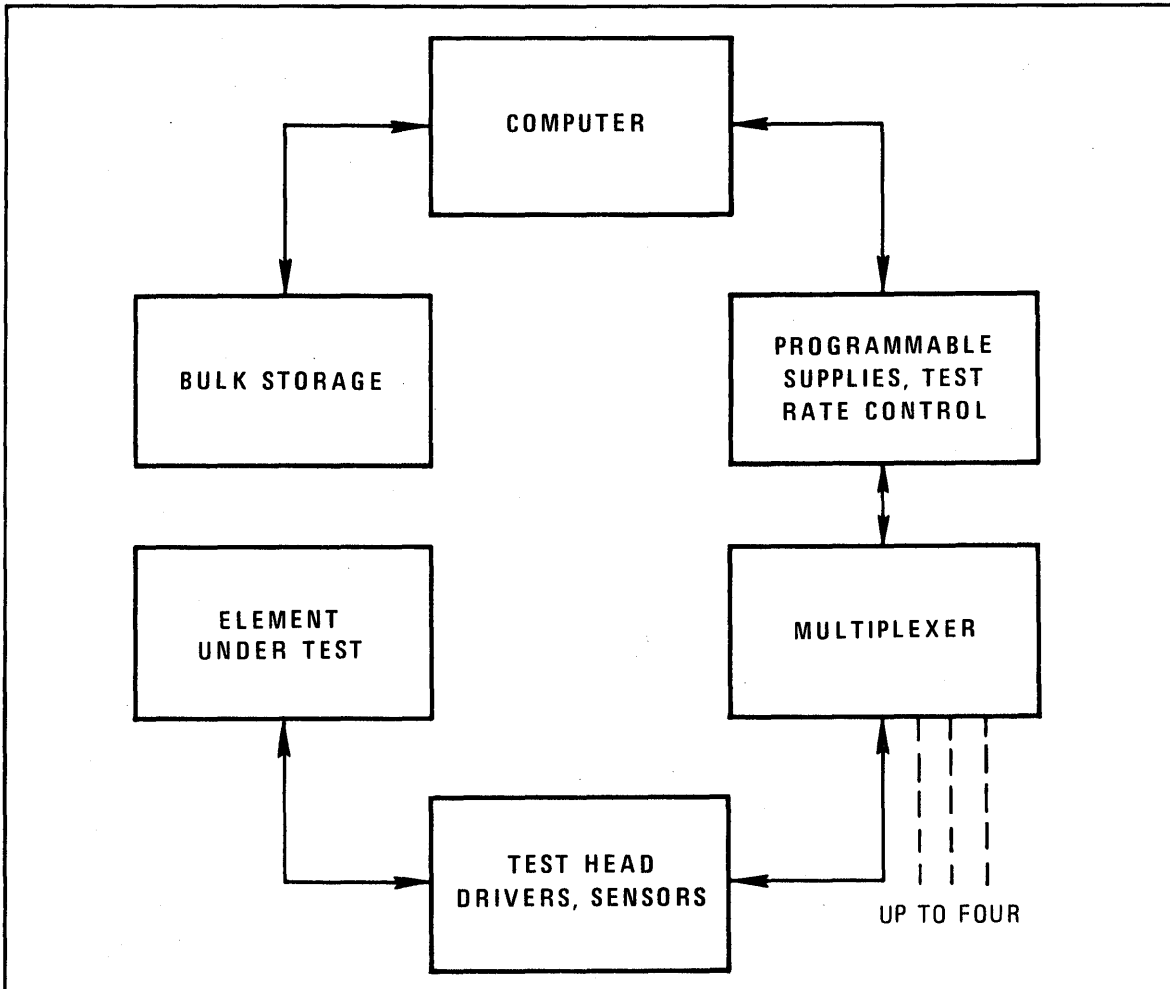 COMPUTER
BULK STORAGE
PROGRAMMABLE
SUPPLIES, TEST
RATE CONTROL
ELEMENT
UNDER TEST
MULTIPLEXER
TEST HEAD
DRIVERS, SENSORS
UP TO FOUR